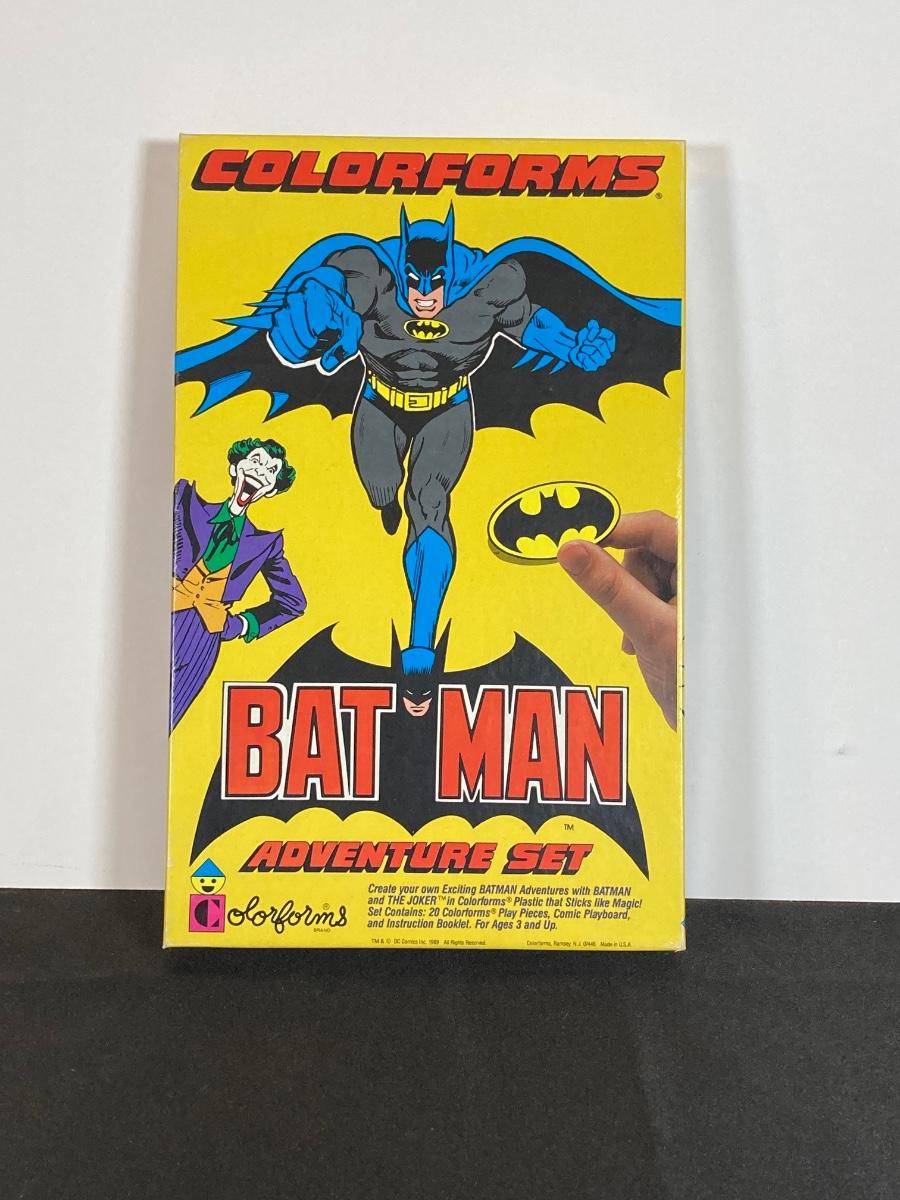 COLORFORMS®
BAT MAN
TM
ADVENTURE SET
Create your own Exciting BATMAN Adventures with BATMAN
and THE JOKER™ in Colorforms® Plastic that Sticks like Magic!
Set Contains: 20 Colorforms® Play Pieces, Comic Playboard,
and Instruction Booklet. For Ages 3 and Up.
Colorforms®
BRAND
TM & © DC Comics Inc. 1989 All Rights Reserved. Colorforms, Ramsey, N.J. 07446 Made in U.S.A.